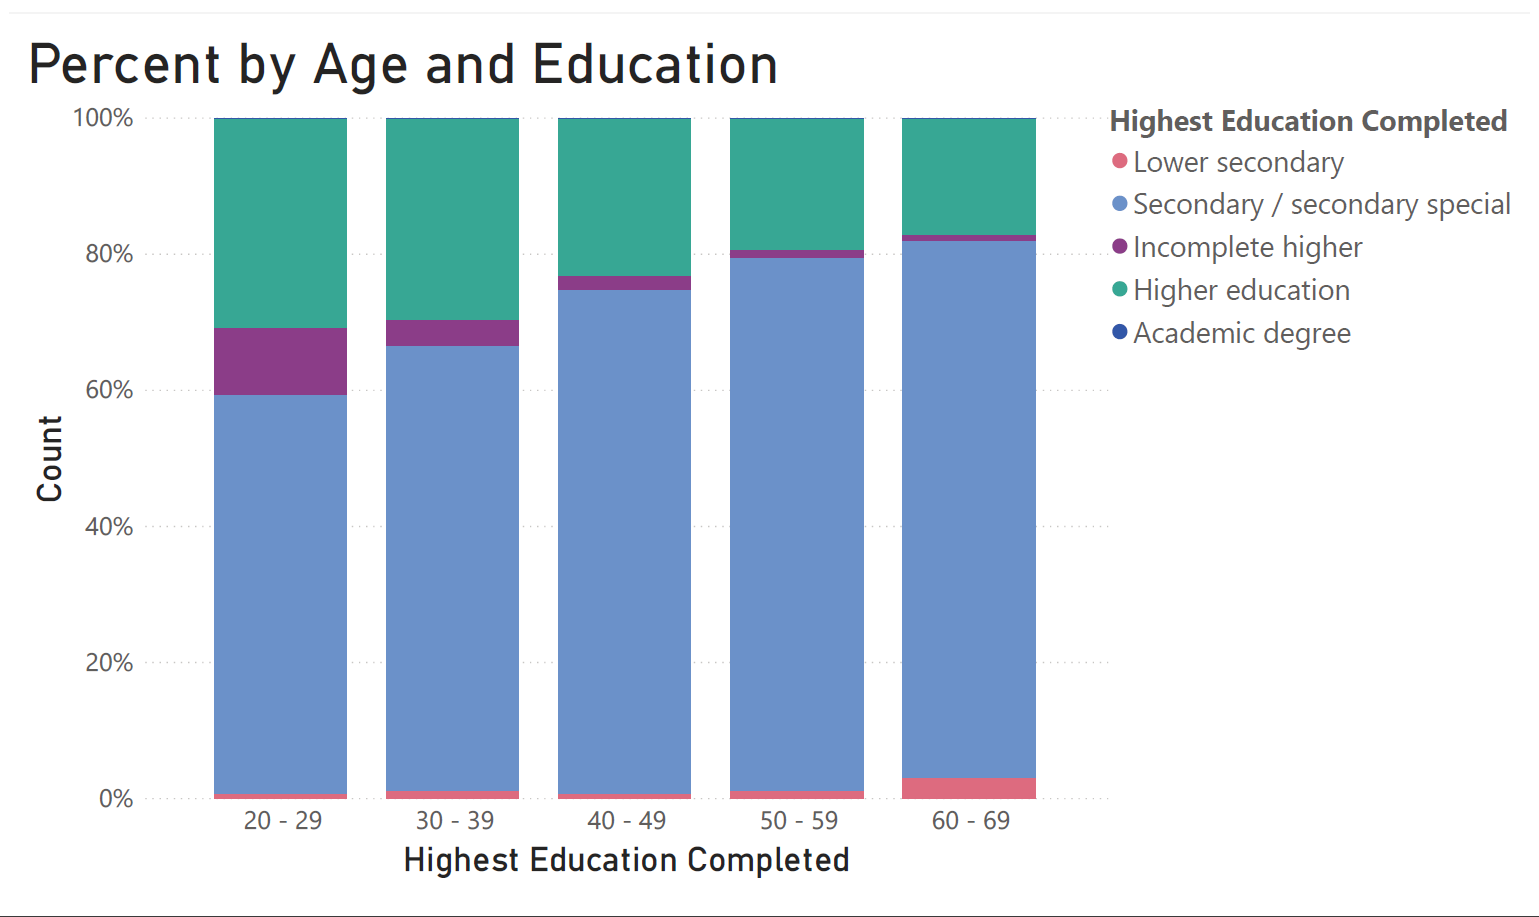 Percent by Age and Education
100%
80%
60%
40%
20%
0%
Count
20 - 29
30 - 39
40 - 49
50 - 59
60 - 69
Highest Education Completed
Highest Education Completed
Lower secondary
Secondary / secondary special
Incomplete higher
Higher education
Academic degree